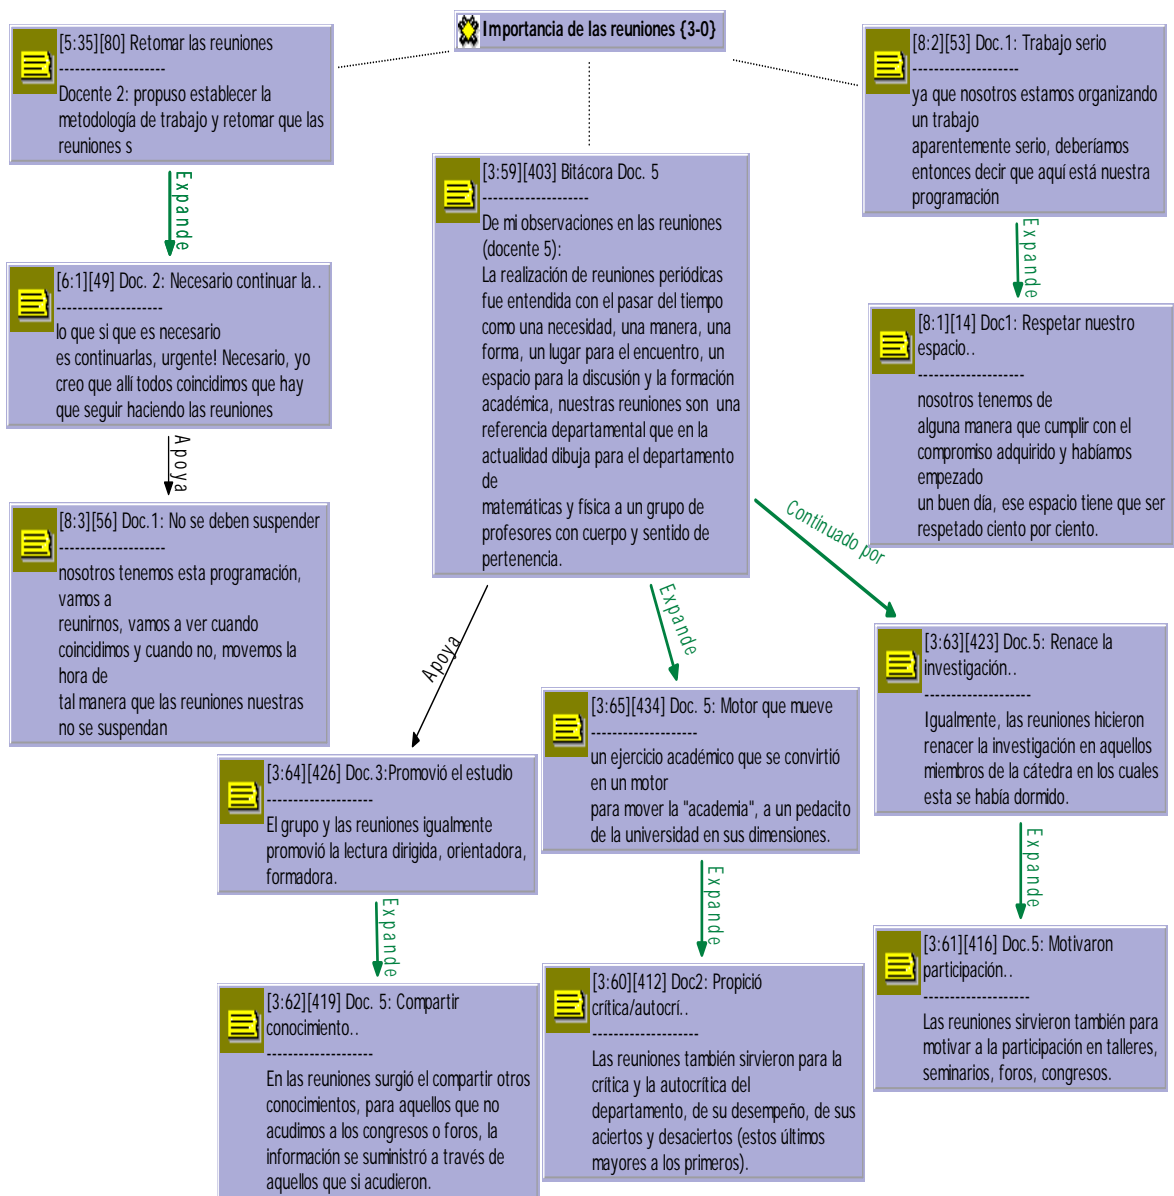 Importancia de las reuniones {3-0}
[5:35][80] Retomar las reuniones
--------------------
Docente 2: propuso establecer la
metodología de trabajo y retomar que las
reuniones s
Expande
[6:1][49] Doc. 2: Necesario continuar la..
--------------------
lo que si que es necesario
es continuarlas, urgente! Necesario, yo
creo que allí todos coincidimos que hay
que seguir haciendo las reuniones
Apoya
[8:3][56] Doc.1: No se deben suspender
--------------------
nosotros tenemos esta programación,
vamos a
reunirnos, vamos a ver cuando
coincidimos y cuando no, movemos la
hora de
tal manera que las reuniones nuestras
no se suspendan
[3:59][403] Bitácora Doc. 5
--------------------
De mi observaciones en las reuniones
(docente 5):
La realización de reuniones periódicas
fue entendida con el pasar del tiempo
como una necesidad, una manera, una
forma, un lugar para el encuentro, un
espacio para la discusión y la formación
académica, nuestras reuniones son una
referencia departamental que en la
actualidad dibuja para el departamento
de
matemáticas y física a un grupo de
profesores con cuerpo y sentido de
pertenencia.
[8:2][53] Doc.1: Trabajo serio
--------------------
ya que nosotros estamos organizando
un trabajo
aparentemente serio, deberíamos
entonces decir que aquí está nuestra
programación
Expande
[8:1][14] Doc1: Respetar nuestro
espacio..
--------------------
nosotros tenemos de
alguna manera que cumplir con el
compromiso adquirido y habíamos
empezado
un buen día, ese espacio tiene que ser
respetado ciento por ciento.
Apoya
Expande
Continuado por
[3:64][426] Doc.3:Promovió el estudio
--------------------
El grupo y las reuniones igualmente
promovió la lectura dirigida, orientadora,
formadora.
Expande
[3:62][419] Doc. 5: Compartir
conocimiento..
--------------------
En las reuniones surgió el compartir otros
conocimientos, para aquellos que no
acudimos a los congresos o foros, la
información se suministró a través de
aquellos que si acudieron.
[3:65][434] Doc. 5: Motor que mueve
--------------------
un ejercicio académico que se convirtió
en un motor
para mover la "academia", a un pedacito
de la universidad en sus dimensiones.
Expande
[3:60][412] Doc2: Propició
crítica/autocrí..
--------------------
Las reuniones también sirvieron para la
crítica y la autocrítica del
departamento, de su desempeño, de sus
aciertos y desaciertos (estos últimos
mayores a los primeros).
[3:63][423] Doc.5: Renace la
investigación..
--------------------
Igualmente, las reuniones hicieron
renacer la investigación en aquellos
miembros de la cátedra en los cuales
esta se había dormido.
Expande
[3:61][416] Doc.5: Motivaron
participación..
--------------------
Las reuniones sirvieron también para
motivar a la participación en talleres,
seminarios, foros, congresos.